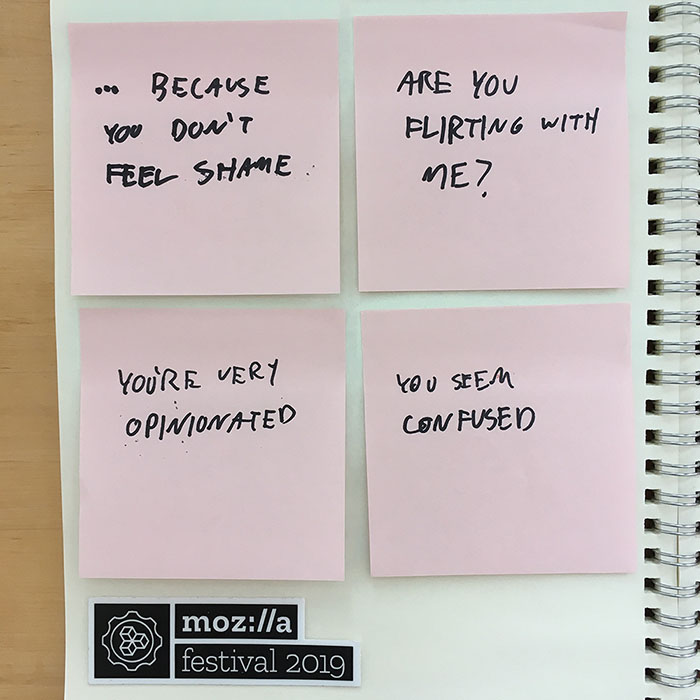 ... BECAUSE
YOU DON'T
FEEL SHAME.
ARE YOU
FLIRTING WITH
ME?
YOU'RE VERY
OPINIONATED
YOU SEEM
CONFUSED
moz://a
festival 2019